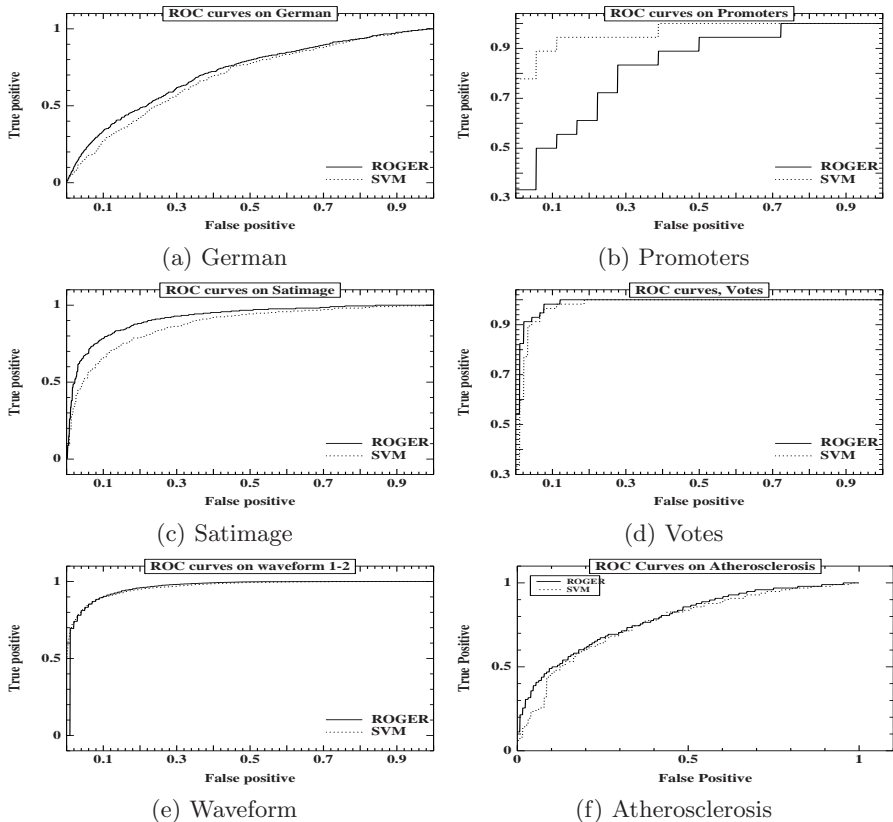 ROC curves on German
True positive
1
0.5
0
0.1 0.3 0.5 0.7 0.9
False positive
ROGER
SVM
(a) German
ROC curves on Promoters
True positive
0.9
0.7
0.5
0.3
0.1 0.3 0.5 0.7 0.9
False positive
ROGER
SVM
(b) Promoters
ROC curves on Satimage
True positive
1
0.5
0
0.1 0.3 0.5 0.7 0.9
False positive
ROGER
SVM
(c) Satimage
ROC curves, Votes
True positive
0.9
0.7
0.5
0.3
0.1 0.3 0.5 0.7 0.9
False positive
ROGER
SVM
(d) Votes
ROC curves on waveform 1-2
True positive
1
0.5
0
0.1 0.3 0.5 0.7 0.9
False positive
ROGER
SVM
(e) Waveform
ROC Curves on Atherosclerosis
ROGER
SVM
True Positive
1
0.5
0
0 0.5 1
False Positive
(f) Atherosclerosis